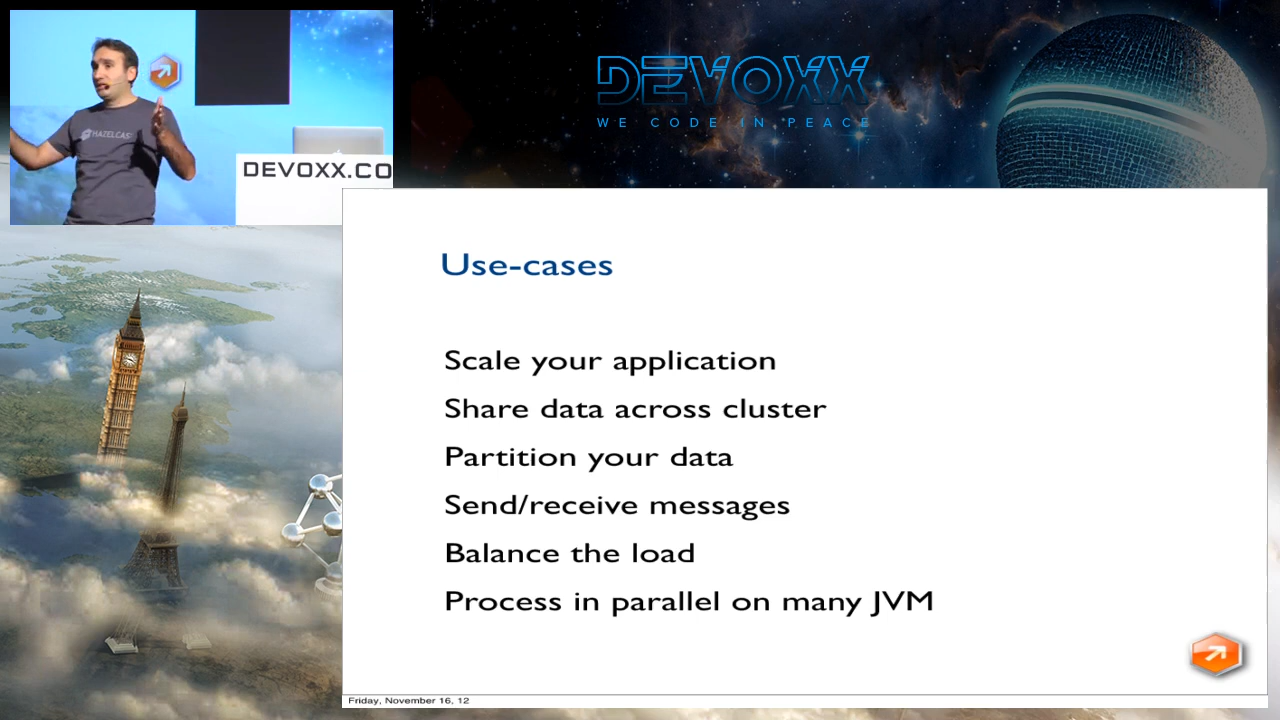 DEVOXX
WE CODE IN PEACE
HAZELCAS
DEVOXX.CO
Use-cases
Scale your application
Share data across cluster
Partition your data
Send/receive messages
Balance the load
Process in parallel on many JVM
Friday, November 16, 12